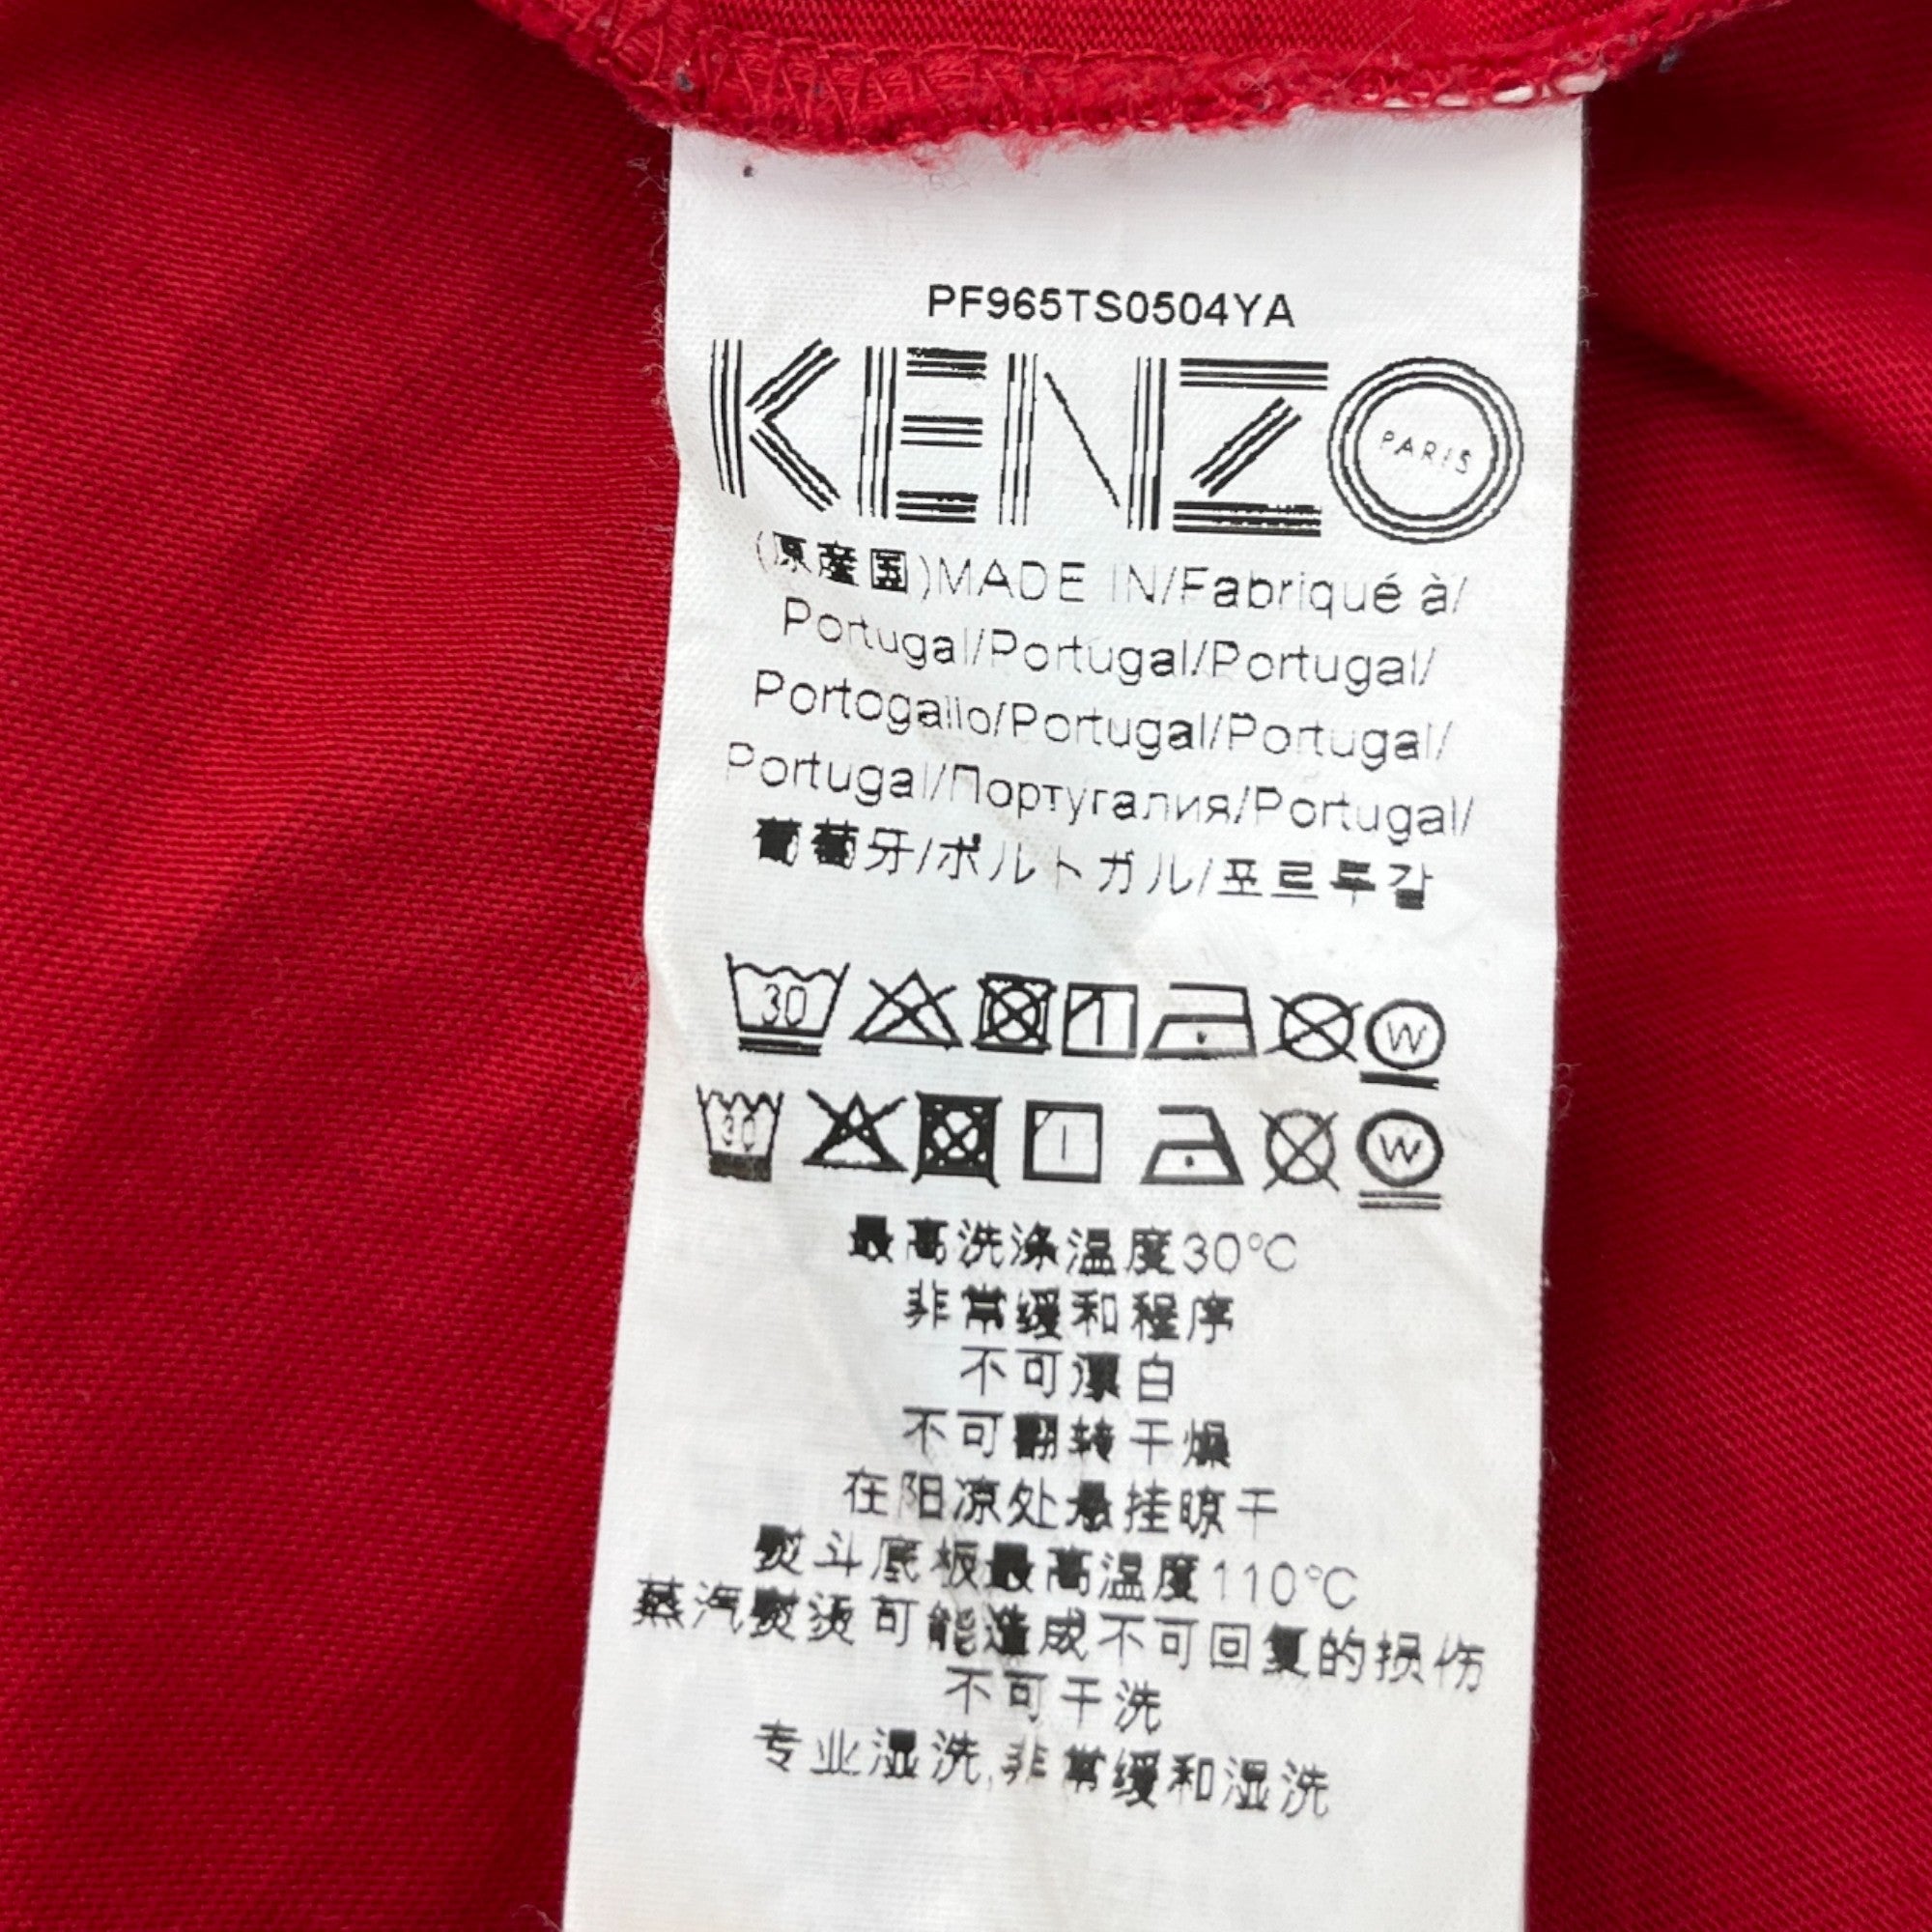 PF965TS0504YA
KENZO
PARIS
(原産国)MADE IN/Fabriqué à/
Portugal/Portugal/Portugal/
Portogallo/Portugal/Portugal/
Portugal/Португалия/Portugal/
葡萄牙/ポルトガル/포르투갈
30
W
30
W
最高洗涤温度30°C
非常缓和程序
不可漂白
不可翻转干燥
在阳凉处悬挂晾干
熨斗底板最高温度110°C
蒸汽熨烫可能造成不可回复的损伤
不可干洗
专业湿洗,非常缓和湿洗